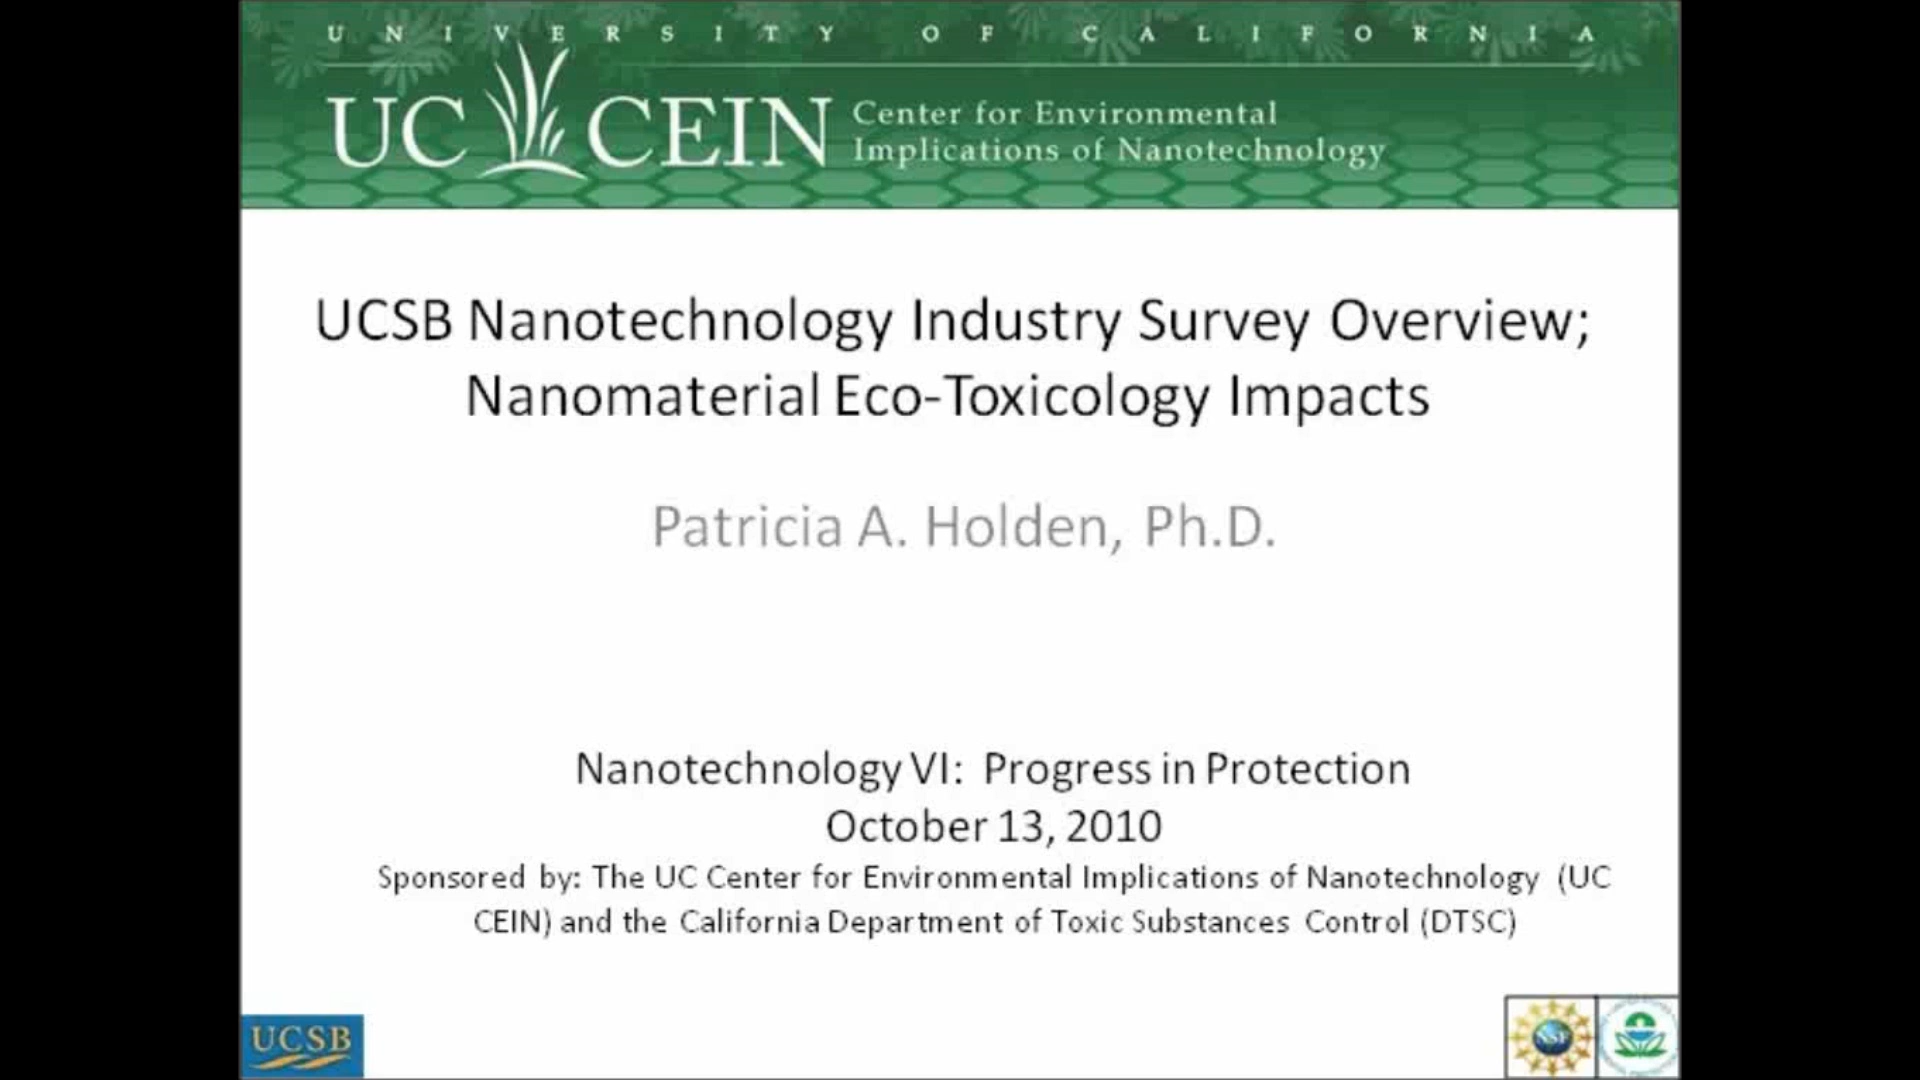 UNIVERSITY OF CALIFORNIA
UC CEIN
Center for Environmental
Implications of Nanotechnology
UCSB Nanotechnology Industry Survey Overview;
Nanomaterial Eco-Toxicology Impacts
Patricia A. Holden, Ph.D.
Nanotechnology VI: Progress in Protection
October 13, 2010
Sponsored by: The UC Center for Environmental Implications of Nanotechnology (UC
CEIN) and the California Department of Toxic Substances Control (DTSC)
UCSB
NSF